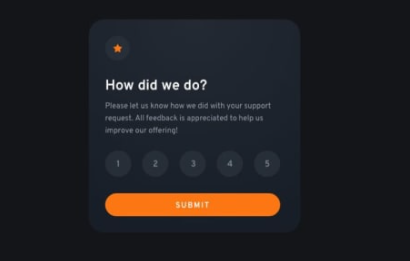 How did we do?
Please let us know how we did with your support
request. All feedback is appreciated to help us
improve our offering!
1 2 3 4 5
SUBMIT